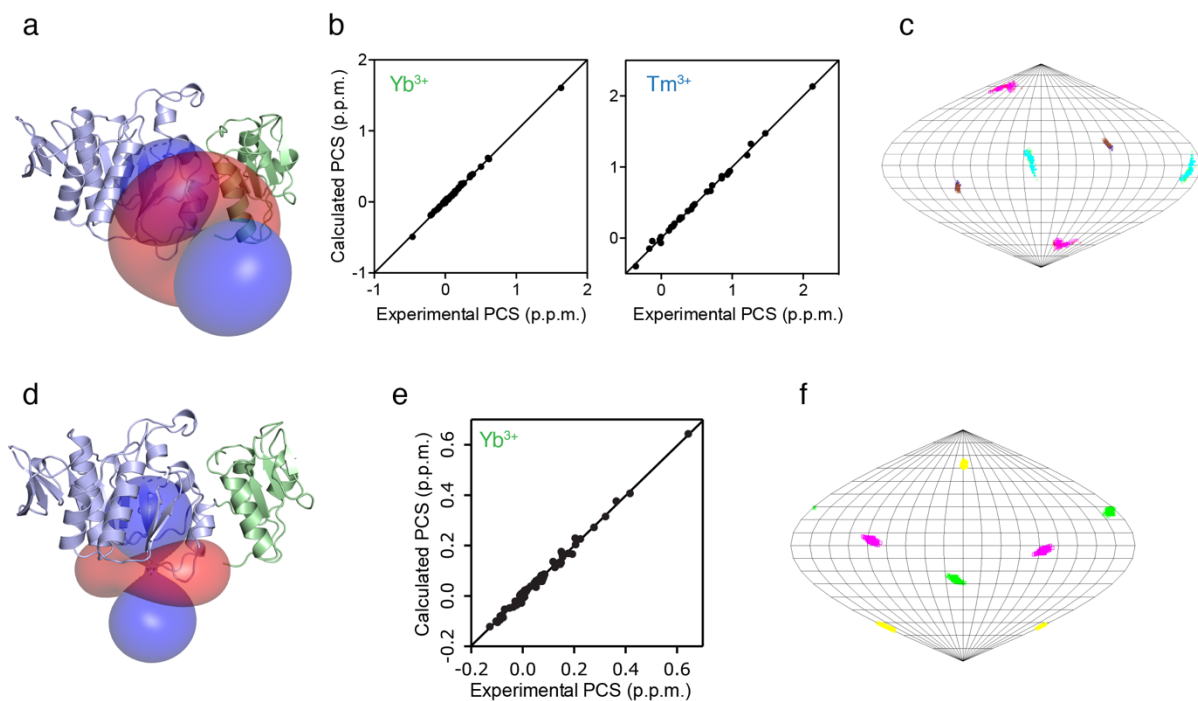 a
b
c
Yb³⁺
Tm³⁺
Calculated PCS (p.p.m.)
2
1
0
-1
-1
0
1
2
Experimental PCS (p.p.m.)
2
1
0
0
1
2
Experimental PCS (p.p.m.)
d
e
f
Yb³⁺
Calculated PCS (p.p.m.)
0.6
0.4
0.2
0.0
-0.2
-0.2
0.0
0.2
0.4
0.6
Experimental PCS (p.p.m.)